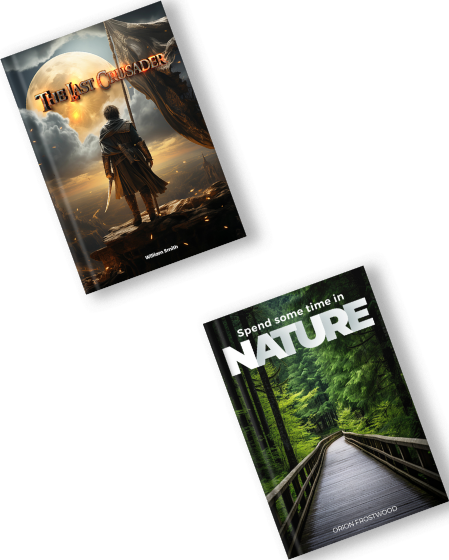 The Last Crusader
William Smith
Spend some time in
NATURE
ORION FROSTWOOD